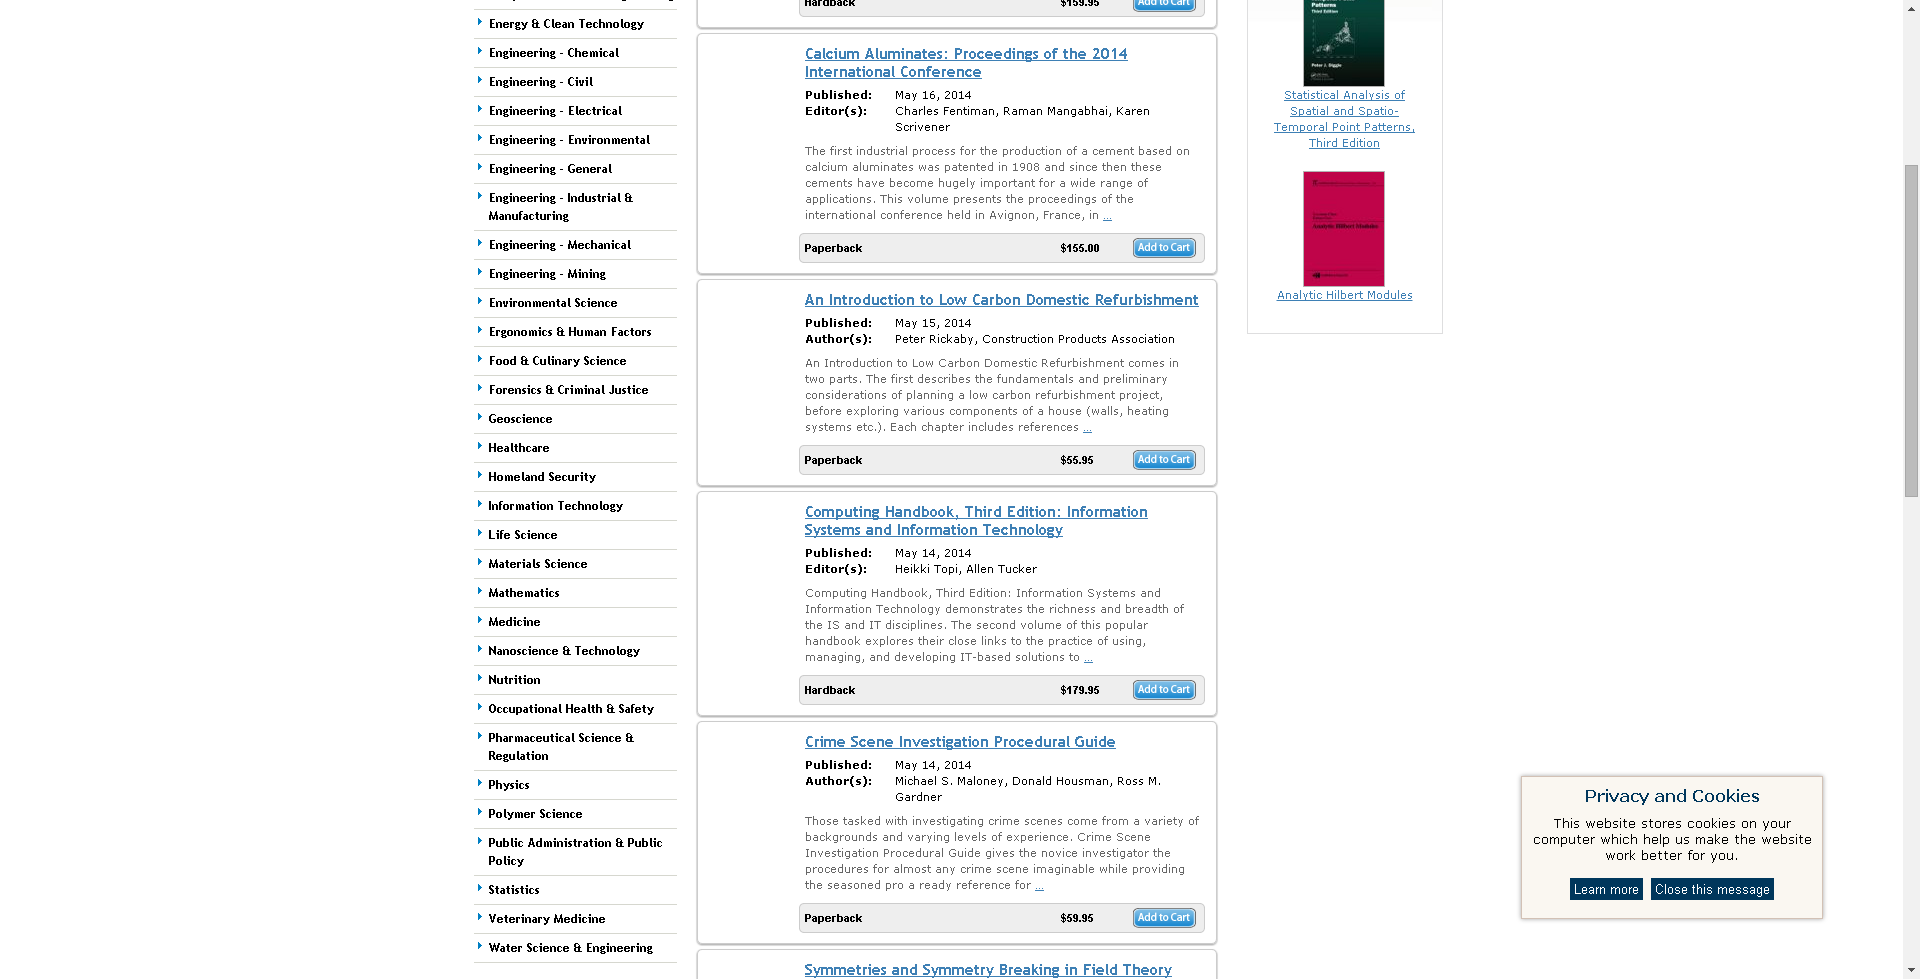 Energy & Clean Technology
Engineering - Chemical
Engineering - Civil
Engineering - Electrical
Engineering - Environmental
Engineering - General
Engineering - Industrial &
Manufacturing
Engineering - Mechanical
Engineering - Mining
Environmental Science
Ergonomics & Human Factors
Food & Culinary Science
Forensics & Criminal Justice
Geoscience
Healthcare
Homeland Security
Information Technology
Life Science
Materials Science
Mathematics
Medicine
Nanoscience & Technology
Nutrition
Occupational Health & Safety
Pharmaceutical Science &
Regulation
Physics
Polymer Science
Public Administration & Public
Policy
Statistics
Veterinary Medicine
Water Science & Engineering
Hardback $159.95 Add to Cart
Calcium Aluminates: Proceedings of the 2014
International Conference
Published: May 16, 2014
Editor(s): Charles Fentiman, Raman Mangabhai, Karen
Scrivener
The first industrial process for the production of a cement based on
calcium aluminates was patented in 1908 and since then these
cements have become hugely important for a wide range of
applications. This volume presents the proceedings of the
international conference held in Avignon, France, in ...
Paperback $155.00 Add to Cart
An Introduction to Low Carbon Domestic Refurbishment
Published: May 15, 2014
Author(s): Peter Rickaby, Construction Products Association
An Introduction to Low Carbon Domestic Refurbishment comes in
two parts. The first describes the fundamentals and preliminary
considerations of planning a low carbon refurbishment project,
before exploring various components of a house (walls, heating
systems etc.). Each chapter includes references ...
Paperback $55.95 Add to Cart
Computing Handbook, Third Edition: Information
Systems and Information Technology
Published: May 14, 2014
Editor(s): Heikki Topi, Allen Tucker
Computing Handbook, Third Edition: Information Systems and
Information Technology demonstrates the richness and breadth of
the IS and IT disciplines. The second volume of this popular
handbook explores their close links to the practice of using,
managing, and developing IT-based solutions to ...
Hardback $179.95 Add to Cart
Crime Scene Investigation Procedural Guide
Published: May 14, 2014
Author(s): Michael S. Maloney, Donald Housman, Ross M.
Gardner
Those tasked with investigating crime scenes come from a variety of
backgrounds and varying levels of experience. Crime Scene
Investigation Procedural Guide gives the novice investigator the
procedures for almost any crime scene imaginable while providing
the seasoned pro a ready reference for ...
Paperback $59.95 Add to Cart
Symmetries and Symmetry Breaking in Field Theory
Patterns
Third Edition
Peter J. Diggle
Statistical Analysis of
Spatial and Spatio-
Temporal Point Patterns,
Third Edition
Analytic Hilbert Modules
Analytic Hilbert Modules
Privacy and Cookies
This website stores cookies on your
computer which help us make the website
work better for you.
Learn more Close this message